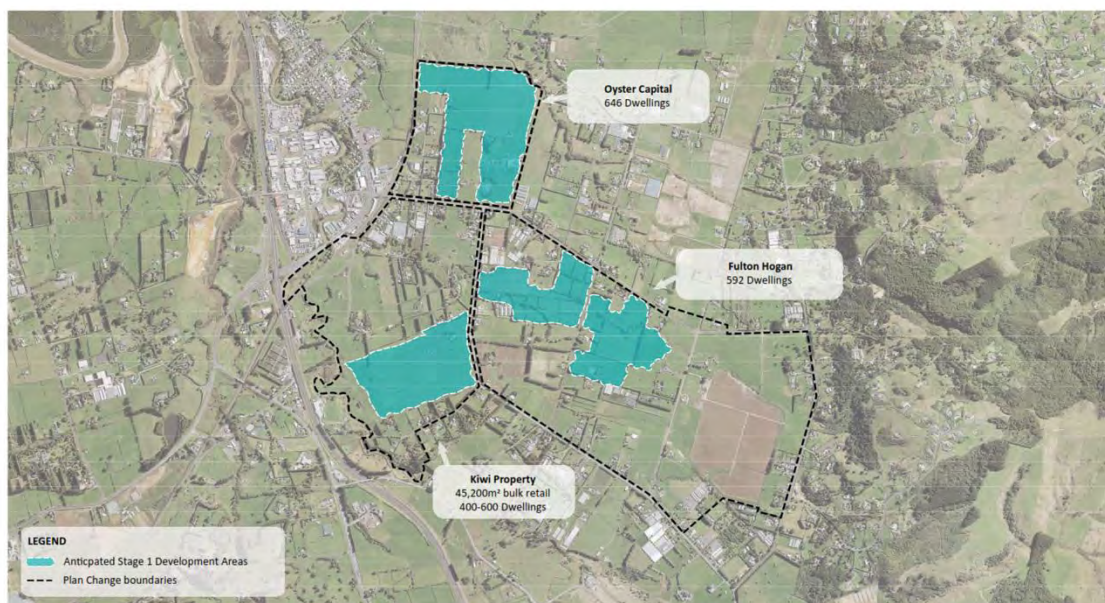 Oyster Capital
646 Dwellings
Fulton Hogan
592 Dwellings
Kiwi Property
45,200m² bulk retail
400-600 Dwellings
LEGEND
Anticpated Stage 1 Development Areas
Plan Change boundaries